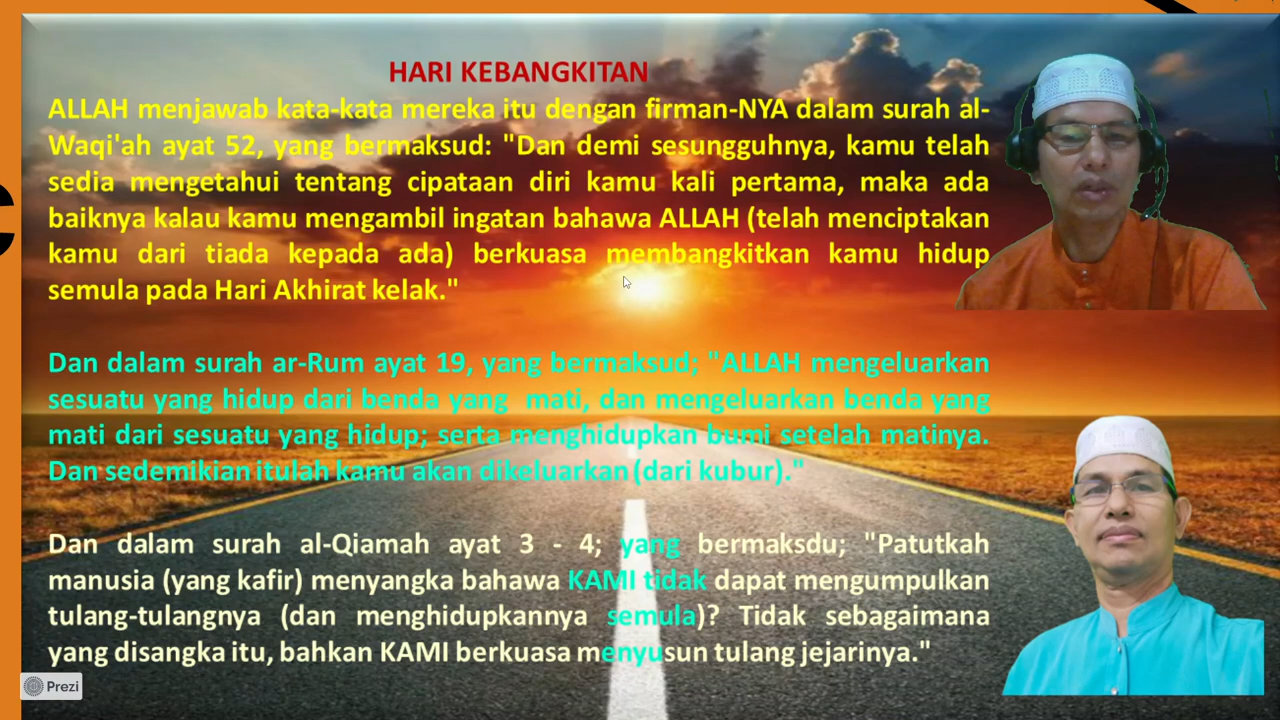 HARI KEBANGKITAN
ALLAH menjawab kata-kata mereka itu dengan firman-NYA dalam surah al-
Waqi'ah ayat 52, yang bermaksud: "Dan demi sesungguhnya, kamu telah
sedia mengetahui tentang cipataan diri kamu kali pertama, maka ada
baiknya kalau kamu mengambil ingatan bahawa ALLAH (telah menciptakan
kamu dari tiada kepada ada) berkuasa membangkitkan kamu hidup
semula pada Hari Akhirat kelak."
Dan dalam surah ar-Rum ayat 19, yang bermaksud; "ALLAH mengeluarkan
sesuatu yang hidup dari benda yang mati, dan mengeluarkan benda yang
mati dari sesuatu yang hidup; serta menghidupkan bumi setelah matinya.
Dan sedemikian itulah kamu akan dikeluarkan (dari kubur)."
Dan dalam surah al-Qiamah ayat 3 - 4; yang bermaksdu; "Patutkah
manusia (yang kafir) menyangka bahawa KAMI tidak dapat mengumpulkan
tulang-tulangnya (dan menghidupkannya semula)? Tidak sebagaimana
yang disangka itu, bahkan KAMI berkuasa menyusun tulang jejarinya."
Prezi